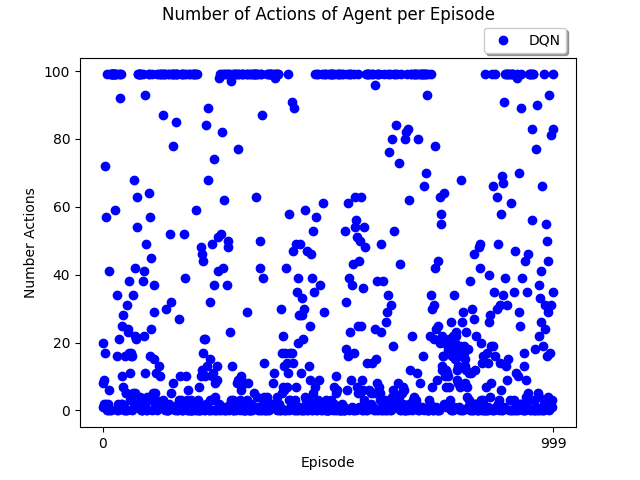 Number of Actions of Agent per Episode
DQN
100
80
60
40
20
0
Number Actions
0
999
Episode